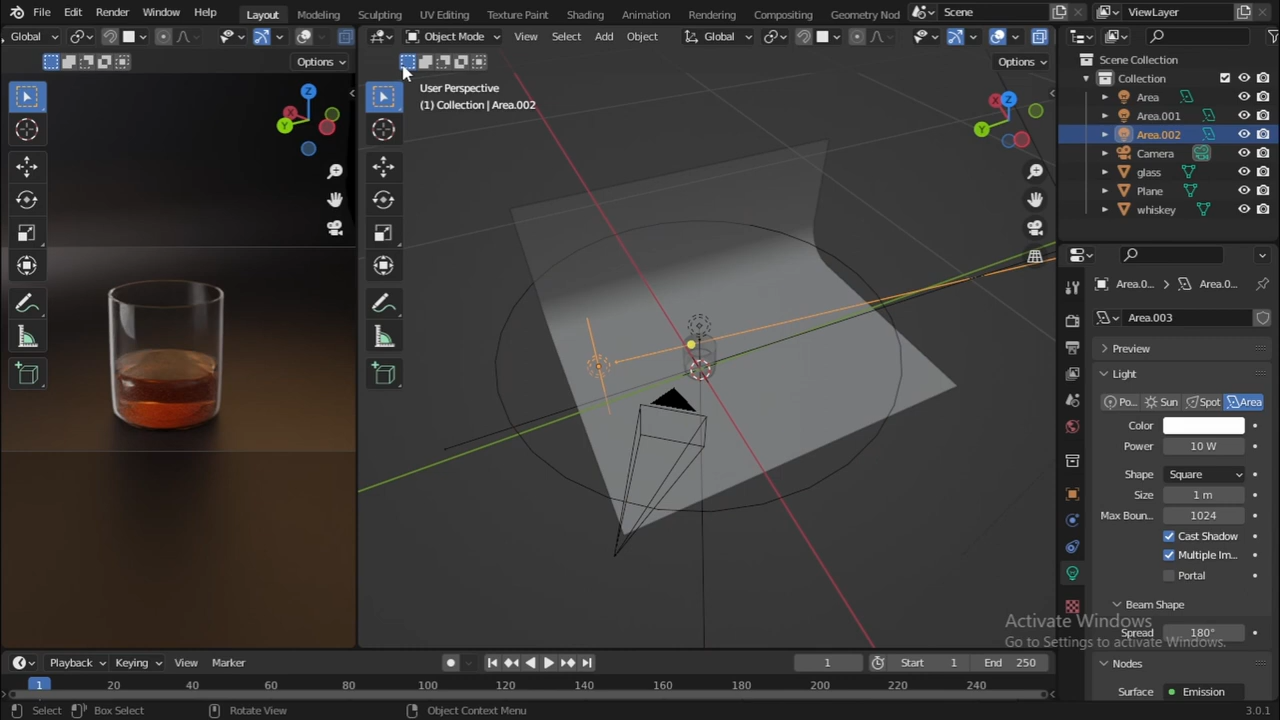 File Edit Render Window Help Layout Modeling Sculpting UV Editing Texture Paint Shading Animation Rendering Compositing Geometry Nod Scene ViewLayer
Global Object Mode View Select Add Object Global
Options Options
User Perspective
(1) Collection | Area.002
X
Y
Z
Y
Z
Scene Collection
Collection
Area
Area.001
Area.002
Camera
glass
Plane
whiskey
Area.0... Area.0...
Area.003
Preview
Light
Po... Sun Spot Area
Color
Power 10 W
Shape Square
Size 1 m
Max Boun... 1024
Cast Shadow
Multiple Im...
Portal
Beam Shape
Spread 180°
Nodes
Surface Emission
Activate Windows
Go to Settings to activate Windows.
Playback Keying View Marker 1 Start 1 End 250
1 20 40 60 80 100 120 140 160 180 200 220 240
Select Box Select Rotate View Object Context Menu 3.0.1